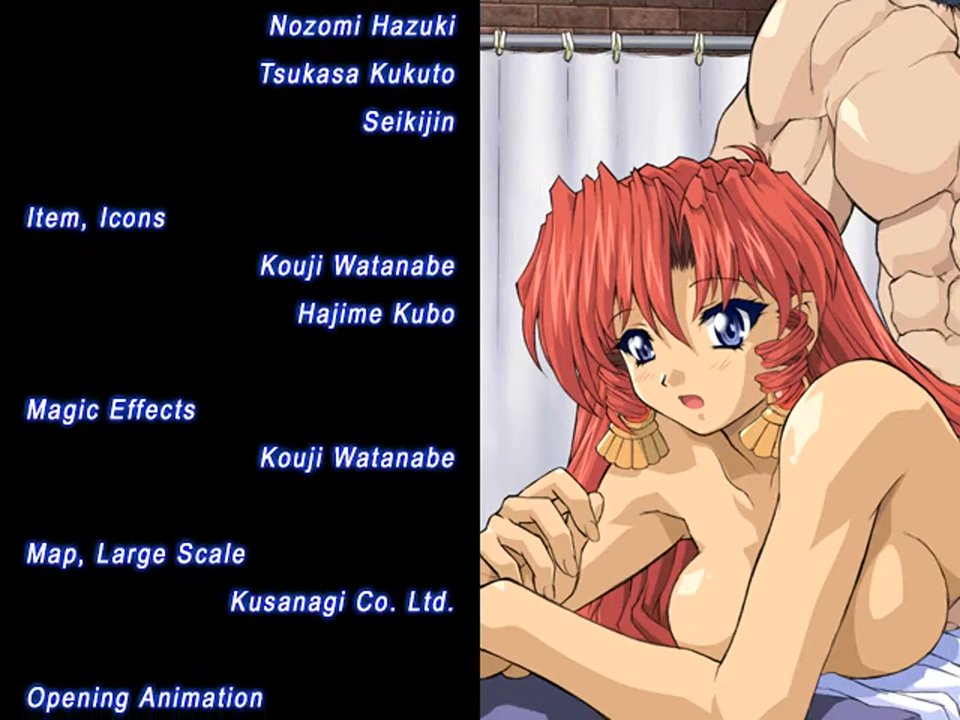 Nozomi Hazuki
Tsukasa Kukuto
Seikijin
Item, Icons
Kouji Watanabe
Hajime Kubo
Magic Effects
Kouji Watanabe
Map, Large Scale
Kusanagi Co. Ltd.
Opening Animation